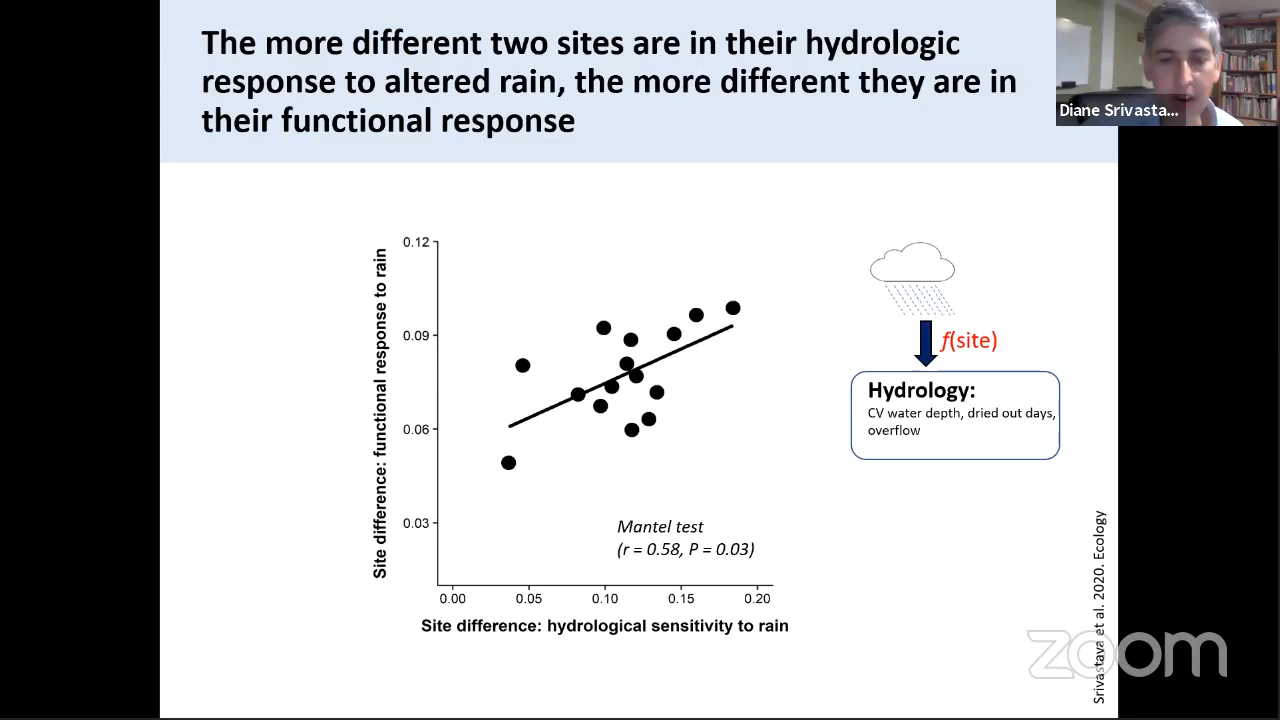 The more different two sites are in their hydrologic
response to altered rain, the more different they are in
their functional response
Diane Srivasta...
Site difference: functional response to rain
0.12
0.09
0.06
0.03
0.00
0.05
0.10
0.15
0.20
Site difference: hydrological sensitivity to rain
Mantel test
(r = 0.58, P = 0.03)
f(site)
Hydrology:
CV water depth, dried out days,
overflow
Srivastava et al. 2020. Ecology
zoom